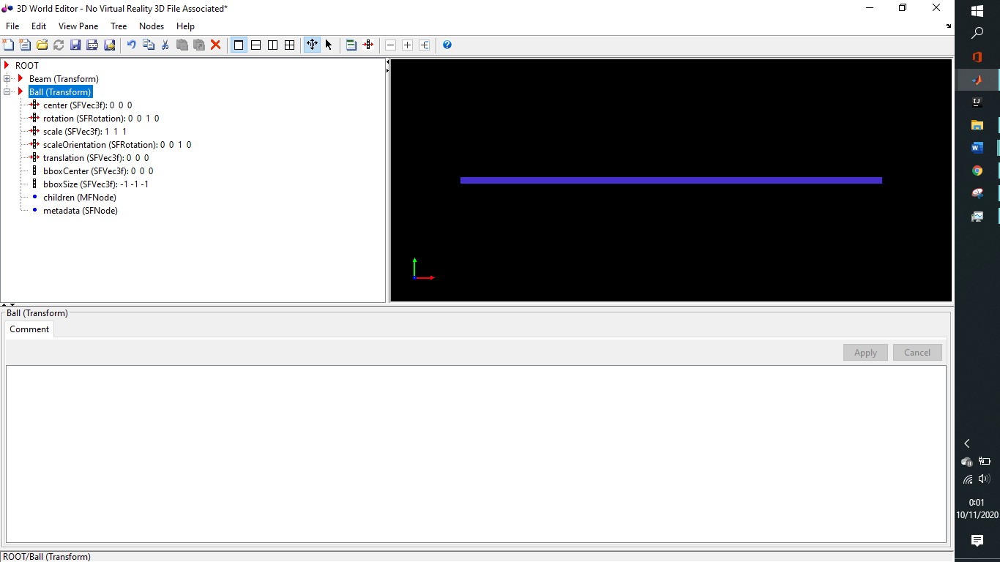 3D World Editor - No Virtual Reality 3D File Associated*
File Edit View Pane Tree Nodes Help
ROOT
Beam (Transform)
Ball (Transform)
center (SFVec3f): 0 0 0
rotation (SFRotation): 0 0 1 0
scale (SFVec3f): 1 1 1
scaleOrientation (SFRotation): 0 0 1 0
translation (SFVec3f): 0 0 0
bboxCenter (SFVec3f): 0 0 0
bboxSize (SFVec3f): -1 -1 -1
children (MFNode)
metadata (SFNode)
Ball (Transform)
Comment
Apply Cancel
ROOT/Ball (Transform)
IJ
W
0:01
10/11/2020